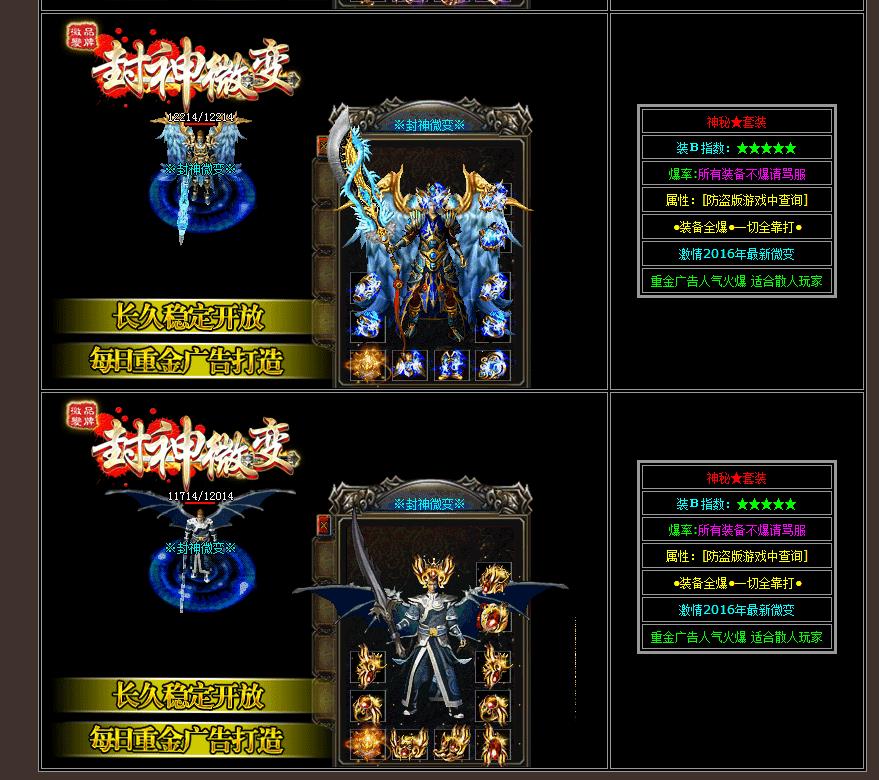 微品
變牌
封神微变
12214/12214
※封神微变※
※封神微变※
长久稳定开放
每日重金广告打造
神秘★套装
装B指数：★★★★★
爆率:所有装备不爆请骂服
属性：[防盗版游戏中查询]
●装备全爆●一切全靠打●
激情2016年最新微变
重金广告人气火爆 适合散人玩家
微品
變牌
封神微变
11714/12014
※封神微变※
※封神微变※
长久稳定开放
每日重金广告打造
神秘★套装
装B指数：★★★★★
爆率:所有装备不爆请骂服
属性：[防盗版游戏中查询]
●装备全爆●一切全靠打●
激情2016年最新微变
重金广告人气火爆 适合散人玩家